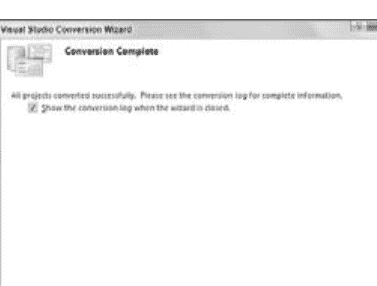 Visual Studio Conversion Wizard
Conversion Complete
All projects converted successfully. Please see the conversion log for complete information.
Show the conversion log when the wizard is closed.